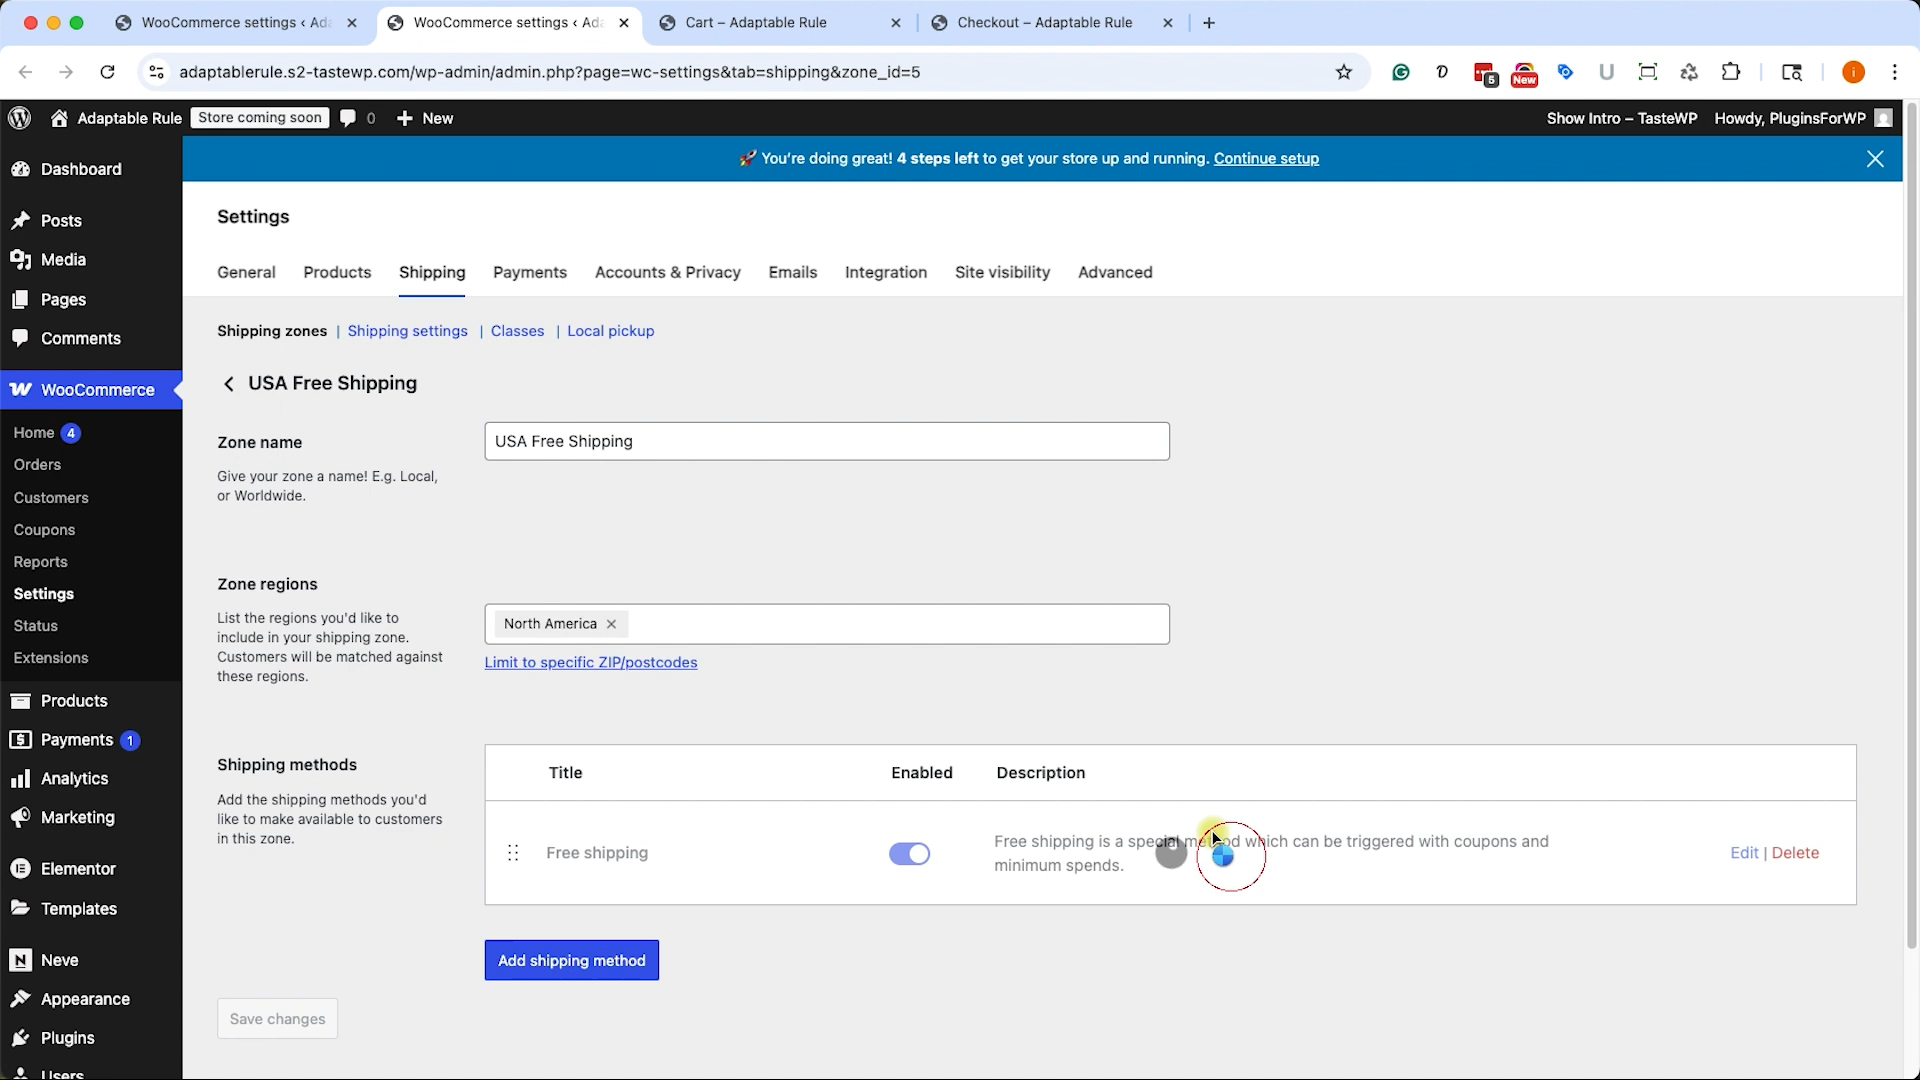 WooCommerce settings ‹ Ada
WooCommerce settings ‹ Ada
Cart – Adaptable Rule
Checkout – Adaptable Rule
adaptablerule.s2-tastewp.com/wp-admin/admin.php?page=wc-settings&tab=shipping&zone_id=5
5
New
i
Adaptable Rule
Store coming soon
0
New
Show Intro – TasteWP
Howdy, PluginsForWP
🚀 You're doing great! 4 steps left to get your store up and running. Continue setup
Dashboard
Posts
Media
Pages
Comments
WooCommerce
Home 4
Orders
Customers
Coupons
Reports
Settings
Status
Extensions
Products
Payments 1
Analytics
Marketing
Elementor
Templates
Neve
Appearance
Plugins
Users
Settings
General
Products
Shipping
Payments
Accounts & Privacy
Emails
Integration
Site visibility
Advanced
Shipping zones | Shipping settings | Classes | Local pickup
USA Free Shipping
Zone name
Give your zone a name! E.g. Local,
or Worldwide.
USA Free Shipping
Zone regions
List the regions you'd like to
include in your shipping zone.
Customers will be matched against
these regions.
North America
Limit to specific ZIP/postcodes
Shipping methods
Add the shipping methods you'd
like to make available to customers
in this zone.
Title
Enabled
Description
Free shipping
Free shipping is a special method which can be triggered with coupons and
minimum spends.
Edit | Delete
Add shipping method
Save changes